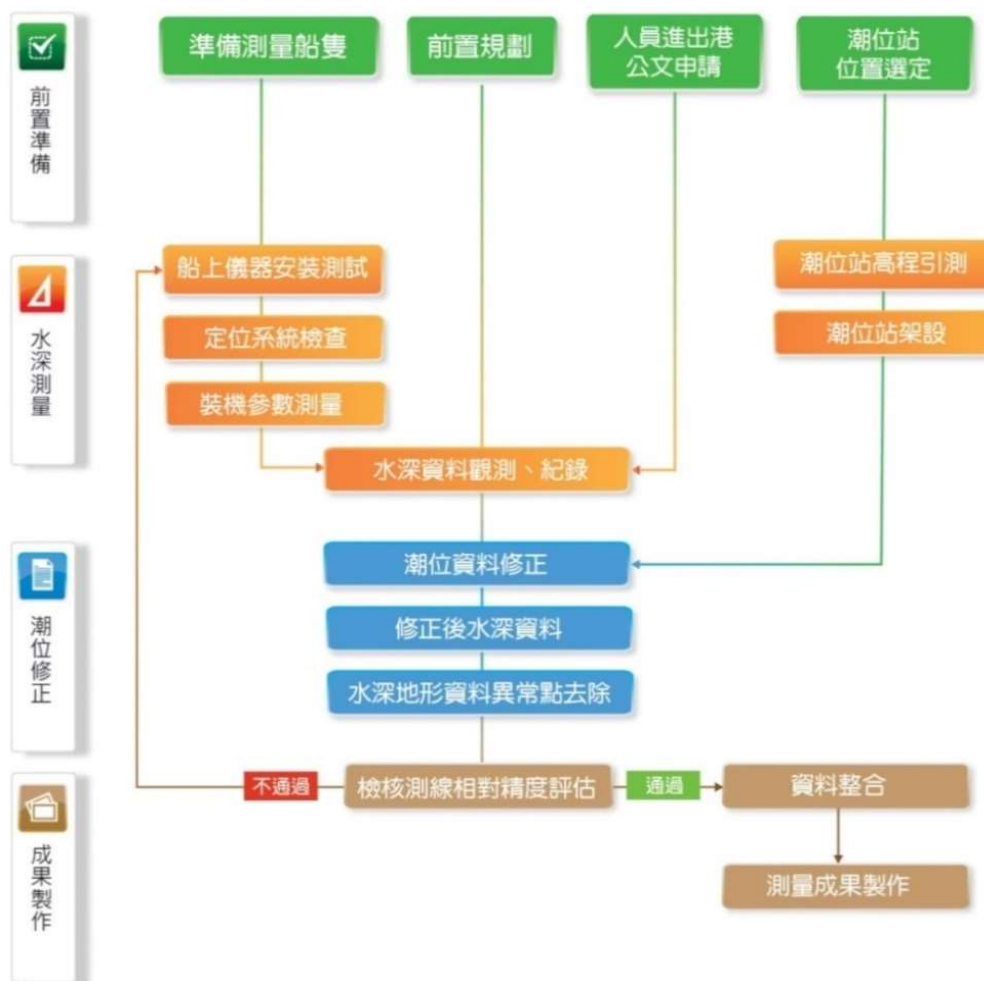 前置準備
準備測量船隻
前置規劃
人員進出港
公文申請
潮位站
位置選定
水深測量
船上儀器安裝測試
定位系統檢查
裝機參數測量
潮位站高程引測
潮位站架設
水深資料觀測、紀錄
潮位修正
潮位資料修正
修正後水深資料
水深地形資料異常點去除
成果製作
不通過
檢核測線相對精度評估
通過
資料整合
測量成果製作